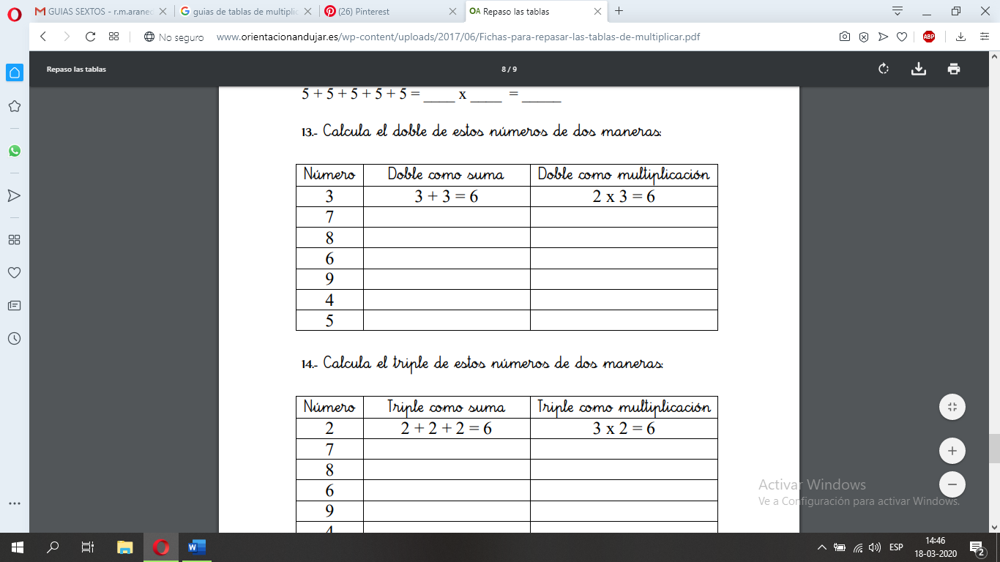 GUIAS SEXTOS - r.m.araned
guias de tablas de multiplic
(26) Pinterest
OA Repaso las tablas
No seguro
www.orientacionandujar.es/wp-content/uploads/2017/06/Fichas-para-repasar-las-tablas-de-multiplicar.pdf
ABP
Repaso las tablas
8 / 9
5 + 5 + 5 + 5 + 5 = ____ x ____ = _____
13.- Calcula el doble de estos números de dos maneras:
Número Doble como suma Doble como multiplicación
3 3 + 3 = 6 2 x 3 = 6
7
8
6
9
4
5
14.- Calcula el triple de estos números de dos maneras:
Número Triple como suma Triple como multiplicación
2 2 + 2 + 2 = 6 3 x 2 = 6
7
8
6
9
4
Activar Windows
Ve a Configuración para activar Windows.
ESP
14:46
18-03-2020
2